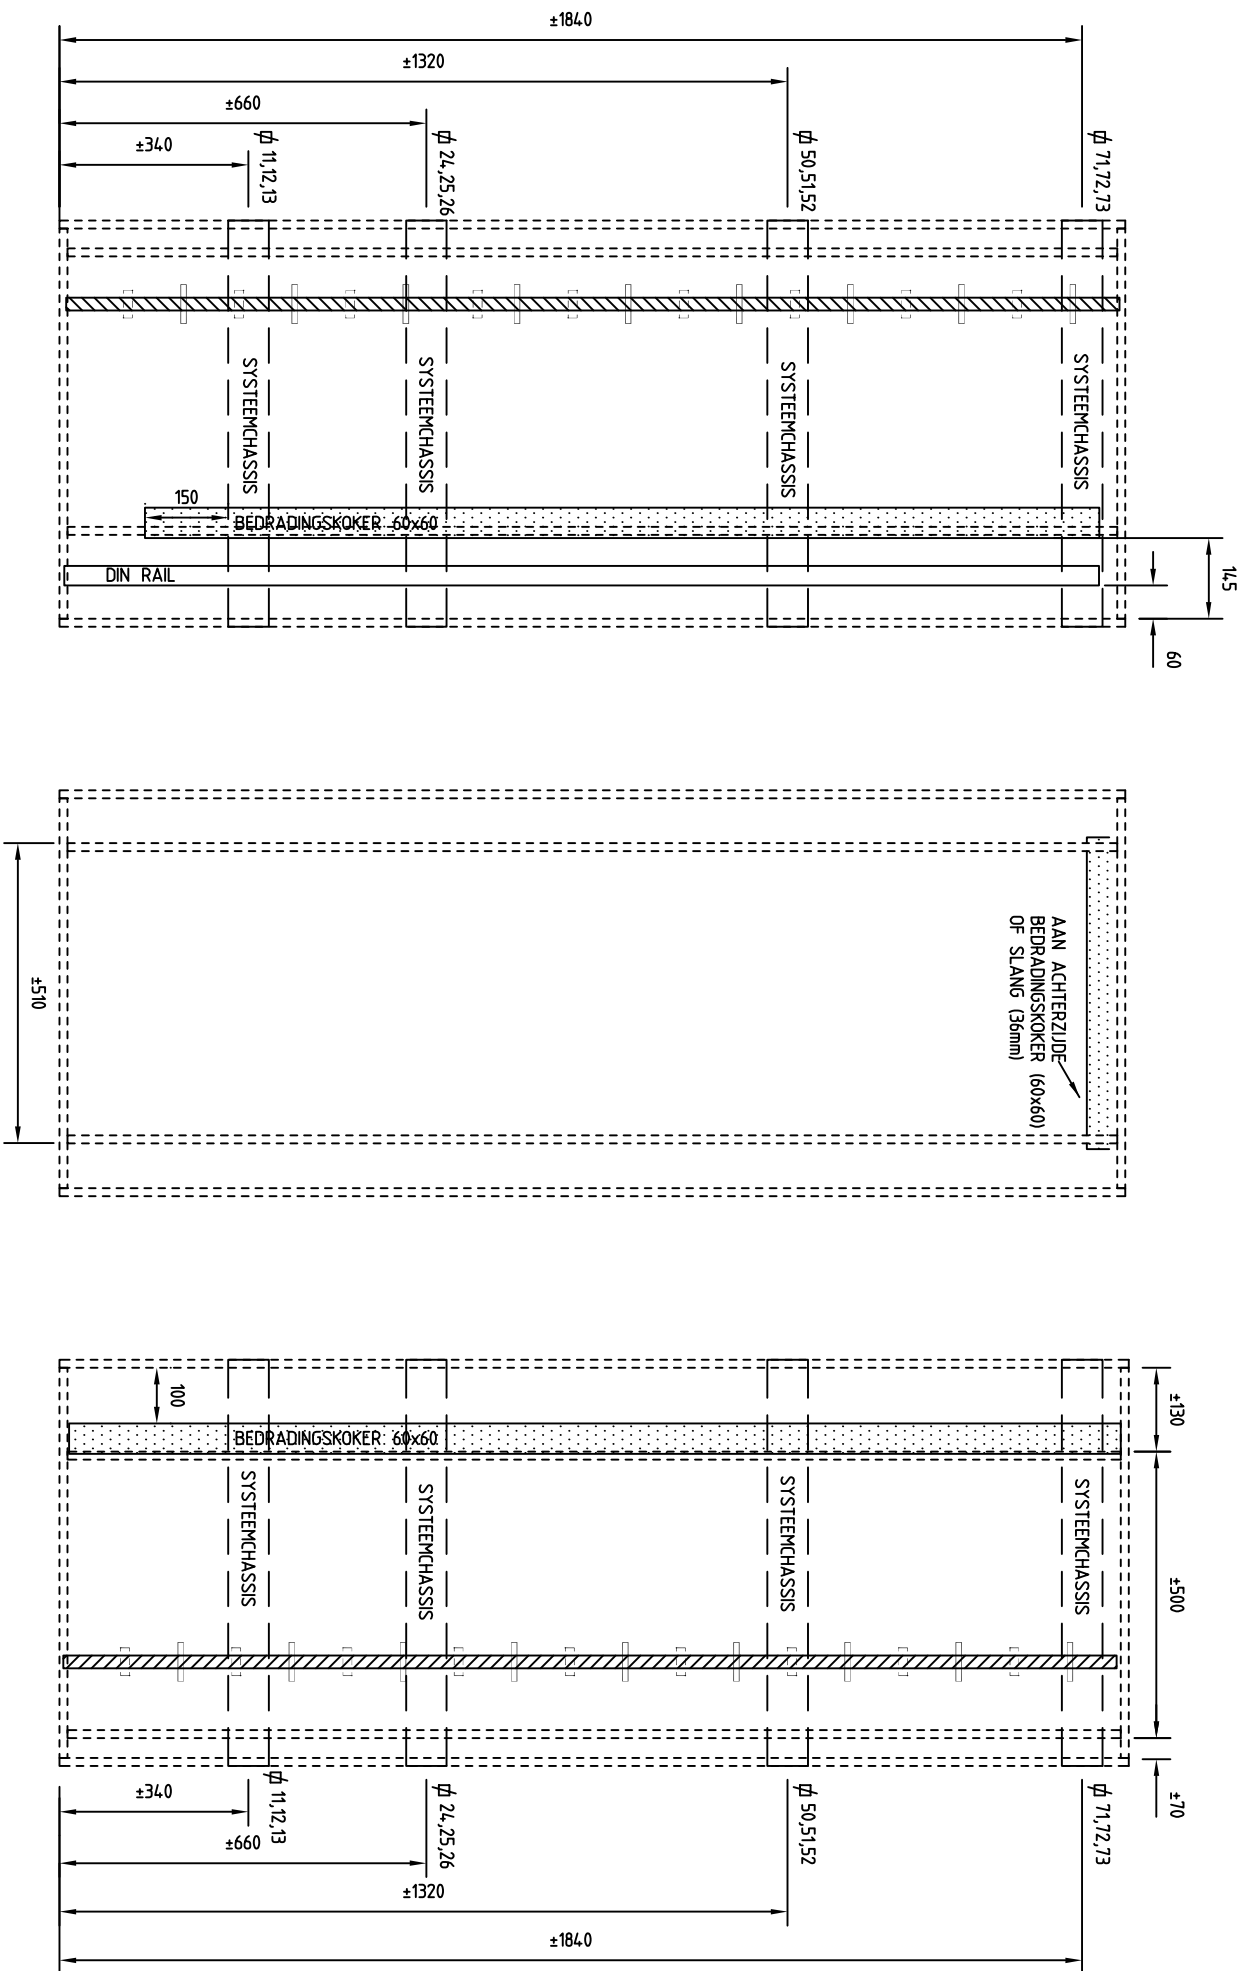 ±1840
±1320
±660
±340
11,12,13
24,25,26
50,51,52
71,72,73
SYSTEEMCHASSIS
SYSTEEMCHASSIS
SYSTEEMCHASSIS
SYSTEEMCHASSIS
150
BEDRADINGSKOKER 60x60
DIN RAIL
145
60
AAN ACHTERZIJDE
BEDRADINGSKOKER (60x60)
OF SLANG (36mm)
±510
±130
100
BEDRADINGSKOKER 60x60
SYSTEEMCHASSIS
SYSTEEMCHASSIS
SYSTEEMCHASSIS
SYSTEEMCHASSIS
±500
±70
11,12,13
24,25,26
50,51,52
71,72,73
±340
±660
±1320
±1840